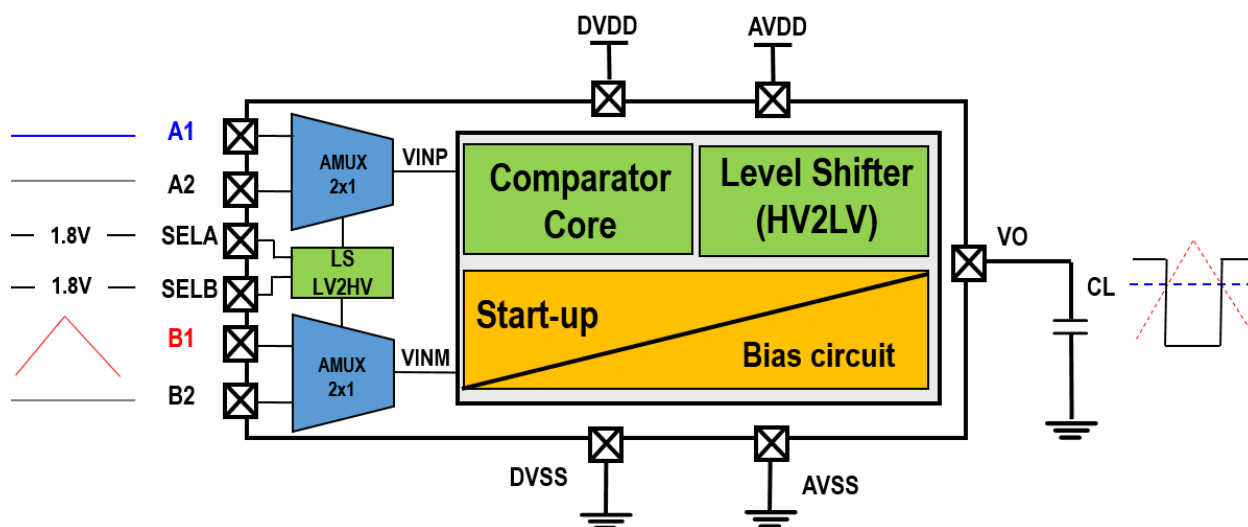 DVDD
AVDD
A1
A2
1.8V
SELA
1.8V
SELB
B1
B2
AMUX
2x1
LS
LV2HV
AMUX
2x1
VINP
VINM
Comparator
Core
Level Shifter
(HV2LV)
Start-up
Bias circuit
VO
CL
DVSS
AVSS